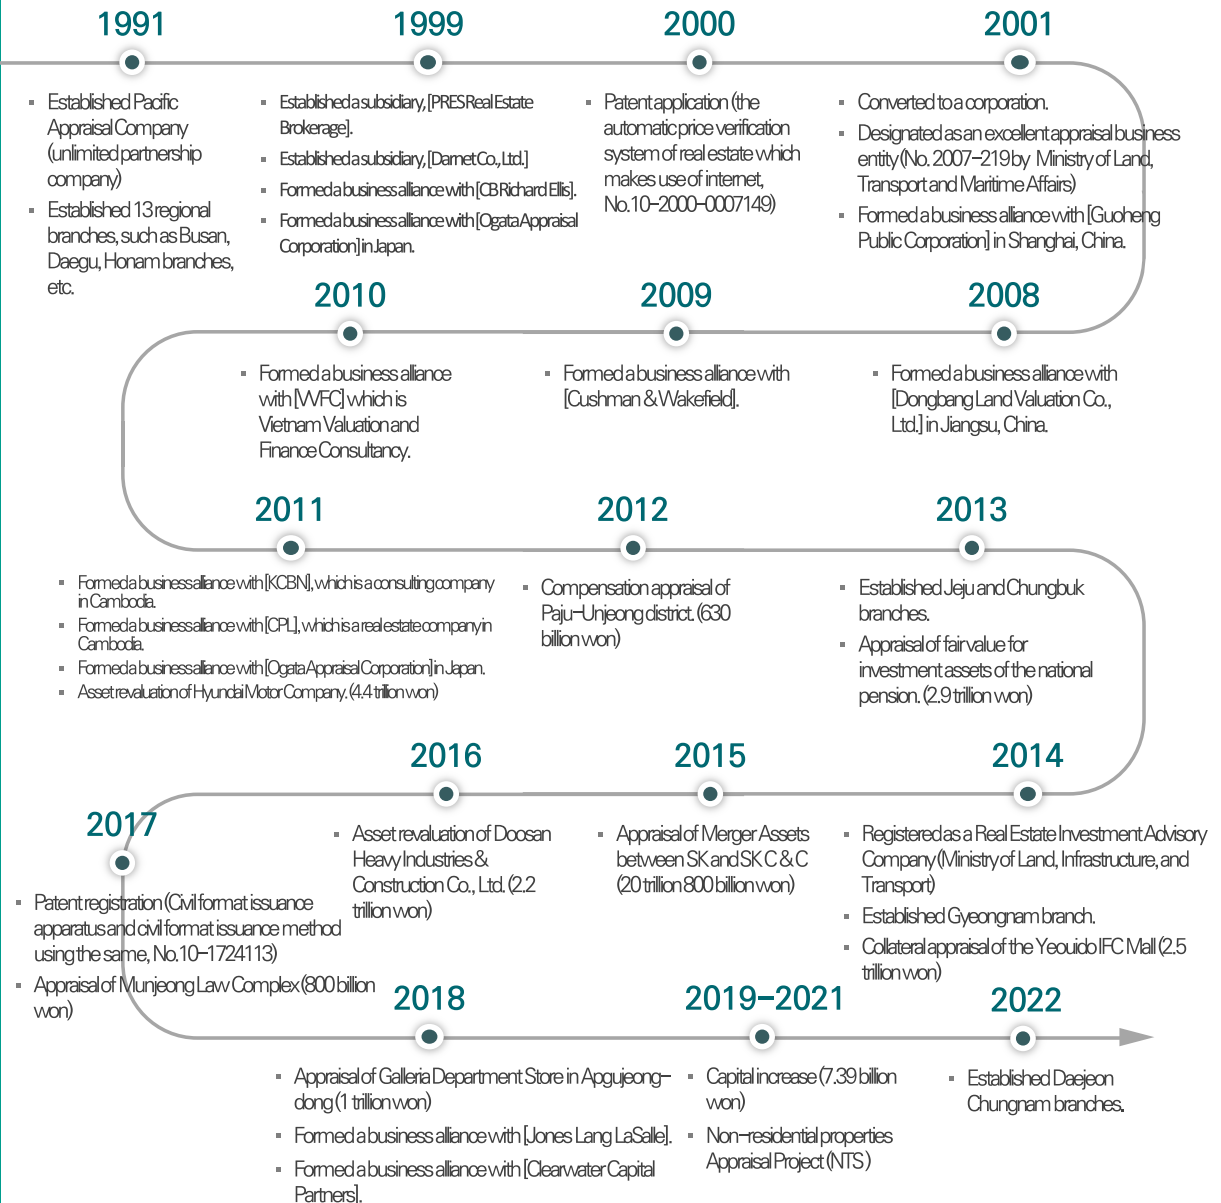 1991
Established Pacific
Appraisal Company
(unlimited partnership
company)
Established 13 regional
branches, such as Busan,
Daegu, Honam branches,
etc.
1999
Established a subsidiary, [PRES Real Estate
Brokerage].
Established a subsidiary, [Darnet Co., Ltd.]
Formed a business alliance with [CB Richard Ellis].
Formed a business alliance with [Ogata Appraisal
Corporation] in Japan.
2000
Patent application (the
automatic price verification
system of real estate which
makes use of internet,
No.10-2000-0007149)
2001
Converted to a corporation.
Designated as an excellent appraisal business
entity (No. 2007-219 by Ministry of Land,
Transport and Maritime Affairs)
Formed a business alliance with [Guoheng
Public Corporation] in Shanghai, China.
2010
Formed a business alliance
with [VVFC] which is
Vietnam Valuation and
Finance Consultancy.
2009
Formed a business alliance with
[Cushman & Wakefield].
2008
Formed a business alliance with
[Dongbang Land Valuation Co.,
Ltd.] in Jiangsu, China.
2011
Formed a business alliance with [KCBN], which is a consulting company
in Cambodia.
Formed a business alliance with [CPL], which is a real estate company in
Cambodia.
Formed a business alliance with [Ogata Appraisal Corporation] in Japan.
Asset revaluation of Hyundai Motor Company. (4.4 trillion won)
2012
Compensation appraisal of
Paju-Unjeong district. (630
billion won)
2013
Established Jeju and Chungbuk
branches.
Appraisal of fair value for
investment assets of the national
pension. (2.9 trillion won)
2016
Asset revaluation of Doosan
Heavy Industries &
Construction Co., Ltd. (2.2
trillion won)
2015
Appraisal of Merger Assets
between SK and SK C & C
(20 trillion 800 billion won)
2014
Registered as a Real Estate Investment Advisory
Company (Ministry of Land, Infrastructure, and
Transport)
Established Gyeongnam branch.
Collateral appraisal of the Yeouido IFC Mall (2.5
trillion won)
2017
Patent registration (Civil format issuance
apparatus and civil format issuance method
using the same, No.10-1724113)
Appraisal of Munjeong Law Complex (800 billion
won)
2018
Appraisal of Galleria Department Store in Apgujeong-
dong (1 trillion won)
Formed a business alliance with [Jones Lang LaSalle].
Formed a business alliance with [Clearwater Capital
Partners].
2019-2021
Capital increase (7.39 billion
won)
Non-residential properties
Appraisal Project (NTS)
2022
Established Daejeon
Chungnam branches.